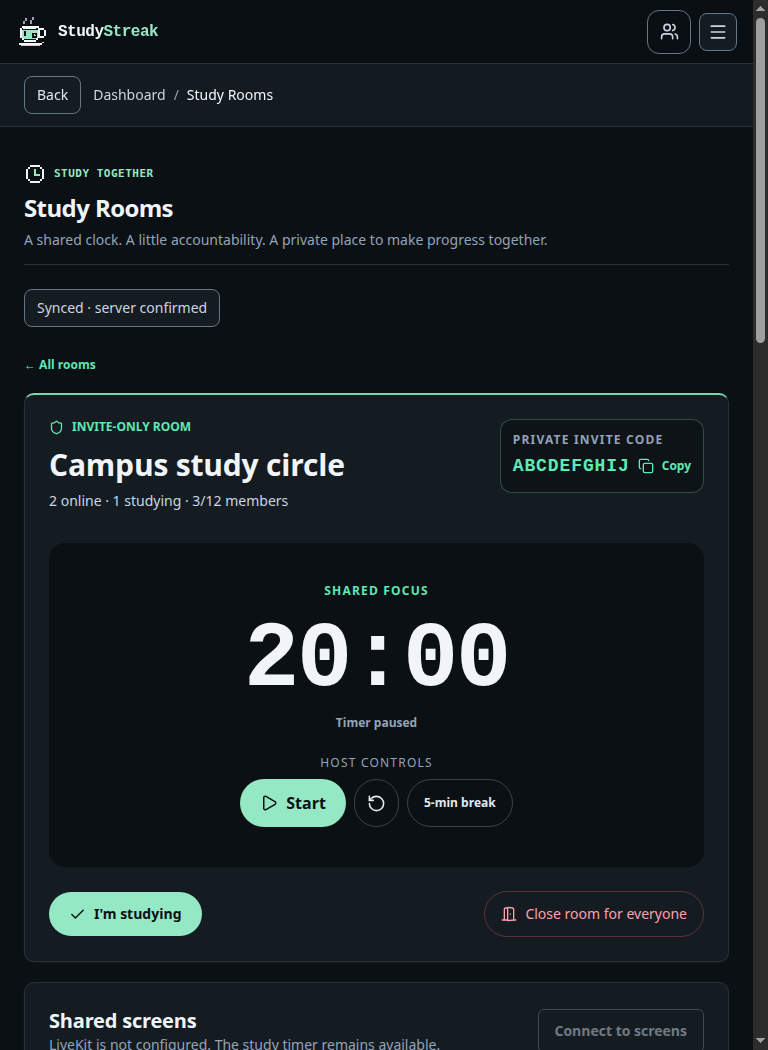 StudyStreak
Back Dashboard / Study Rooms
STUDY TOGETHER
Study Rooms
A shared clock. A little accountability. A private place to make progress together.
Synced · server confirmed
← All rooms
INVITE-ONLY ROOM
Campus study circle
2 online · 1 studying · 3/12 members
PRIVATE INVITE CODE
ABCDEFGHIJ Copy
SHARED FOCUS
20:00
Timer paused
HOST CONTROLS
Start 5-min break
I'm studying Close room for everyone
Shared screens
LiveKit is not configured. The study timer remains available.
Connect to screens